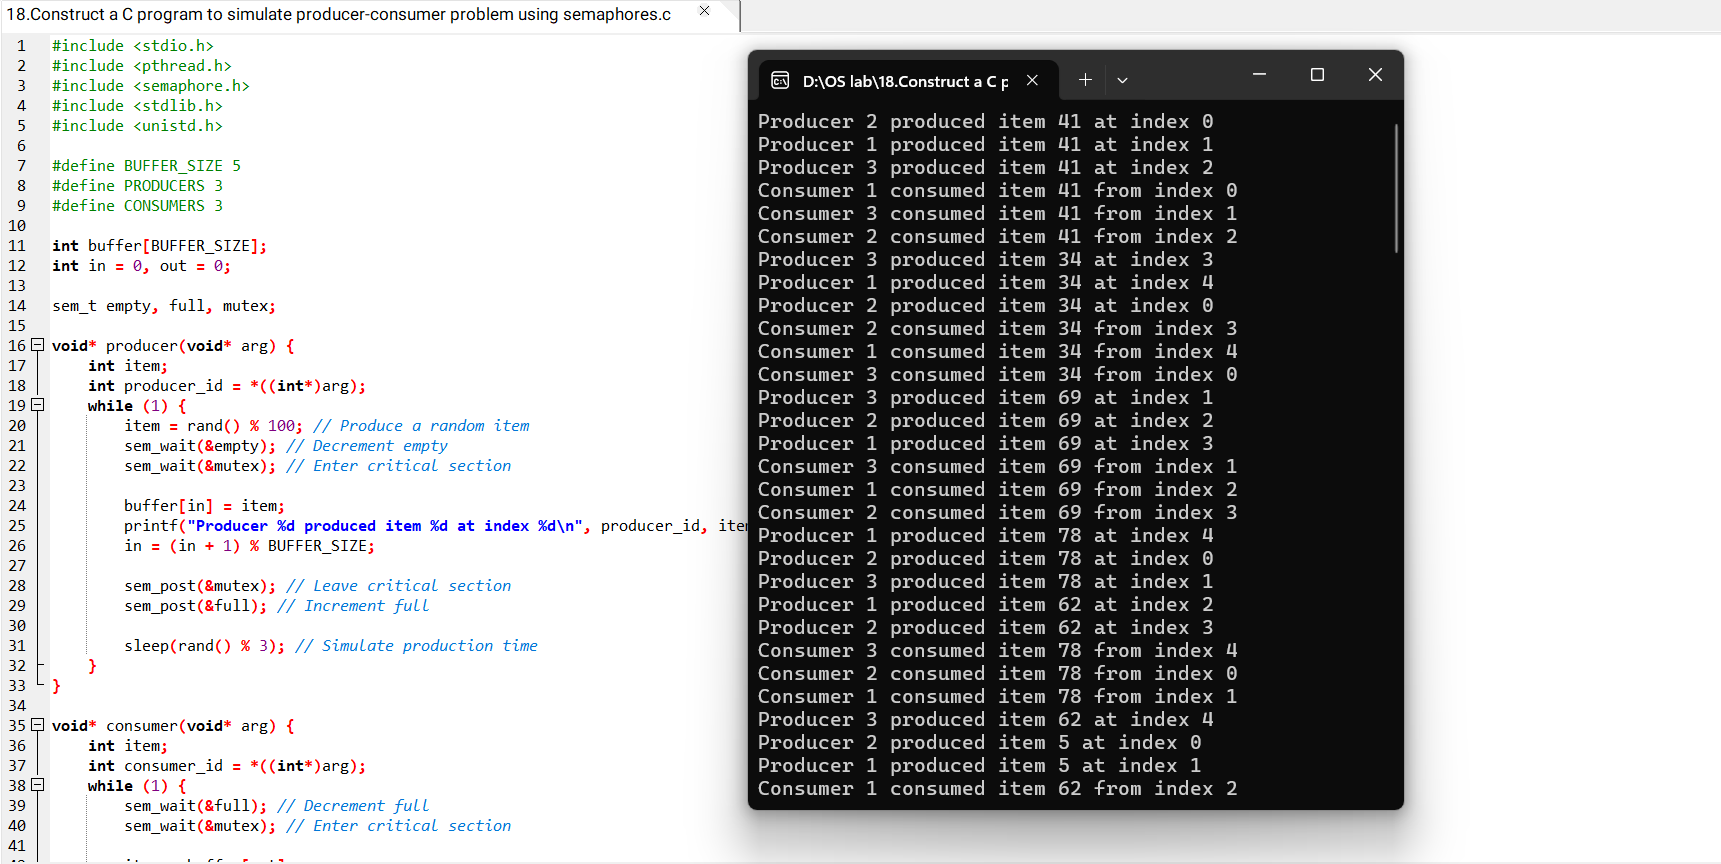 18.Construct a C program to simulate producer-consumer problem using semaphores.c
1 #include <stdio.h>
2 #include <pthread.h>
3 #include <semaphore.h>
4 #include <stdlib.h>
5 #include <unistd.h>
6
7 #define BUFFER_SIZE 5
8 #define PRODUCERS 3
9 #define CONSUMERS 3
10
11 int buffer[BUFFER_SIZE];
12 int in = 0, out = 0;
13
14 sem_t empty, full, mutex;
15
16 void* producer(void* arg) {
17 int item;
18 int producer_id = *((int*)arg);
19 while (1) {
20 item = rand() % 100; // Produce a random item
21 sem_wait(&empty); // Decrement empty
22 sem_wait(&mutex); // Enter critical section
23
24 buffer[in] = item;
25 printf("Producer %d produced item %d at index %d\n", producer_id, item
26 in = (in + 1) % BUFFER_SIZE;
27
28 sem_post(&mutex); // Leave critical section
29 sem_post(&full); // Increment full
30
31 sleep(rand() % 3); // Simulate production time
32 }
33 }
34
35 void* consumer(void* arg) {
36 int item;
37 int consumer_id = *((int*)arg);
38 while (1) {
39 sem_wait(&full); // Decrement full
40 sem_wait(&mutex); // Enter critical section
41
D:\OS lab\18.Construct a C p
Producer 2 produced item 41 at index 0
Producer 1 produced item 41 at index 1
Producer 3 produced item 41 at index 2
Consumer 1 consumed item 41 from index 0
Consumer 3 consumed item 41 from index 1
Consumer 2 consumed item 41 from index 2
Producer 3 produced item 34 at index 3
Producer 1 produced item 34 at index 4
Producer 2 produced item 34 at index 0
Consumer 2 consumed item 34 from index 3
Consumer 1 consumed item 34 from index 4
Consumer 3 consumed item 34 from index 0
Producer 3 produced item 69 at index 1
Producer 2 produced item 69 at index 2
Producer 1 produced item 69 at index 3
Consumer 3 consumed item 69 from index 1
Consumer 1 consumed item 69 from index 2
Consumer 2 consumed item 69 from index 3
Producer 1 produced item 78 at index 4
Producer 2 produced item 78 at index 0
Producer 3 produced item 78 at index 1
Producer 1 produced item 62 at index 2
Producer 2 produced item 62 at index 3
Consumer 3 consumed item 78 from index 4
Consumer 2 consumed item 78 from index 0
Consumer 1 consumed item 78 from index 1
Producer 3 produced item 62 at index 4
Producer 2 produced item 5 at index 0
Producer 1 produced item 5 at index 1
Consumer 1 consumed item 62 from index 2